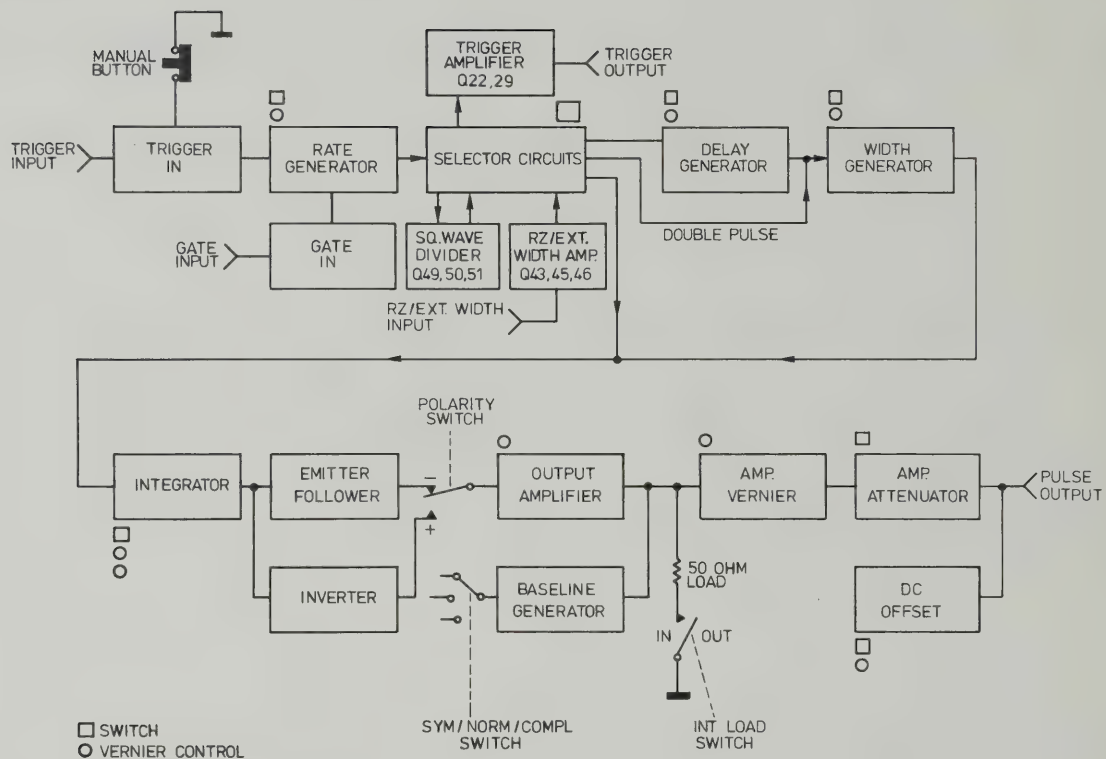 MANUAL
BUTTON
TRIGGER
AMPLIFIER
Q22,29
TRIGGER
OUTPUT
TRIGGER
INPUT
TRIGGER
IN
RATE
GENERATOR
SELECTOR CIRCUITS
DELAY
GENERATOR
WIDTH
GENERATOR
GATE
INPUT
GATE
IN
SQ.WAVE
DIVIDER
Q49,50,51
RZ/EXT.
WIDTH AMP.
Q43,45,46
DOUBLE PULSE
RZ/EXT. WIDTH
INPUT
POLARITY
SWITCH
INTEGRATOR
EMITTER
FOLLOWER
−
+
OUTPUT
AMPLIFIER
AMP.
VERNIER
AMP.
ATTENUATOR
PULSE
OUTPUT
INVERTER
BASELINE
GENERATOR
50 OHM
LOAD
IN OUT
DC
OFFSET
SYM/NORM/COMPL
SWITCH
INT LOAD
SWITCH
SWITCH
VERNIER CONTROL